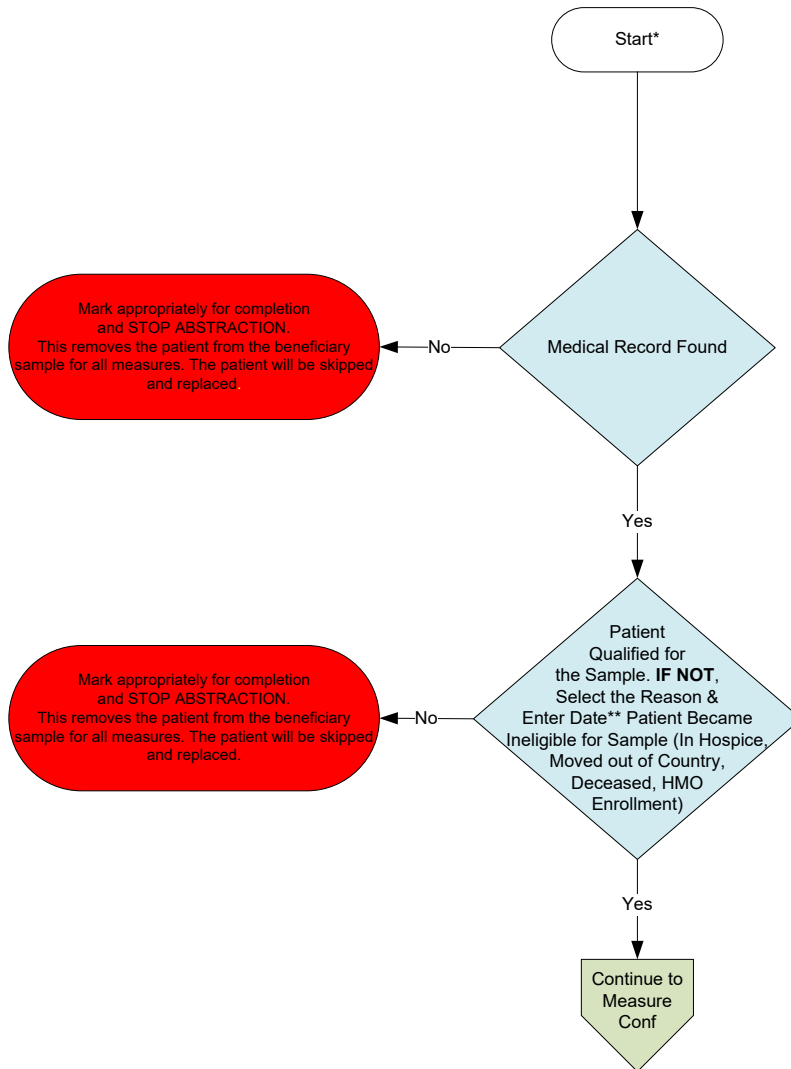 Start*
Medical Record Found
No
Mark appropriately for completion
and STOP ABSTRACTION.
This removes the patient from the beneficiary
sample for all measures. The patient will be skipped
and replaced.
Yes
Patient
Qualified for
the Sample. IF NOT,
Select the Reason &
Enter Date** Patient Became
Ineligible for Sample (In Hospice,
Moved out of Country,
Deceased, HMO
Enrollment)
No
Mark appropriately for completion
and STOP ABSTRACTION.
This removes the patient from the beneficiary
sample for all measures. The patient will be skipped
and replaced.
Yes
Continue to
Measure
Conf